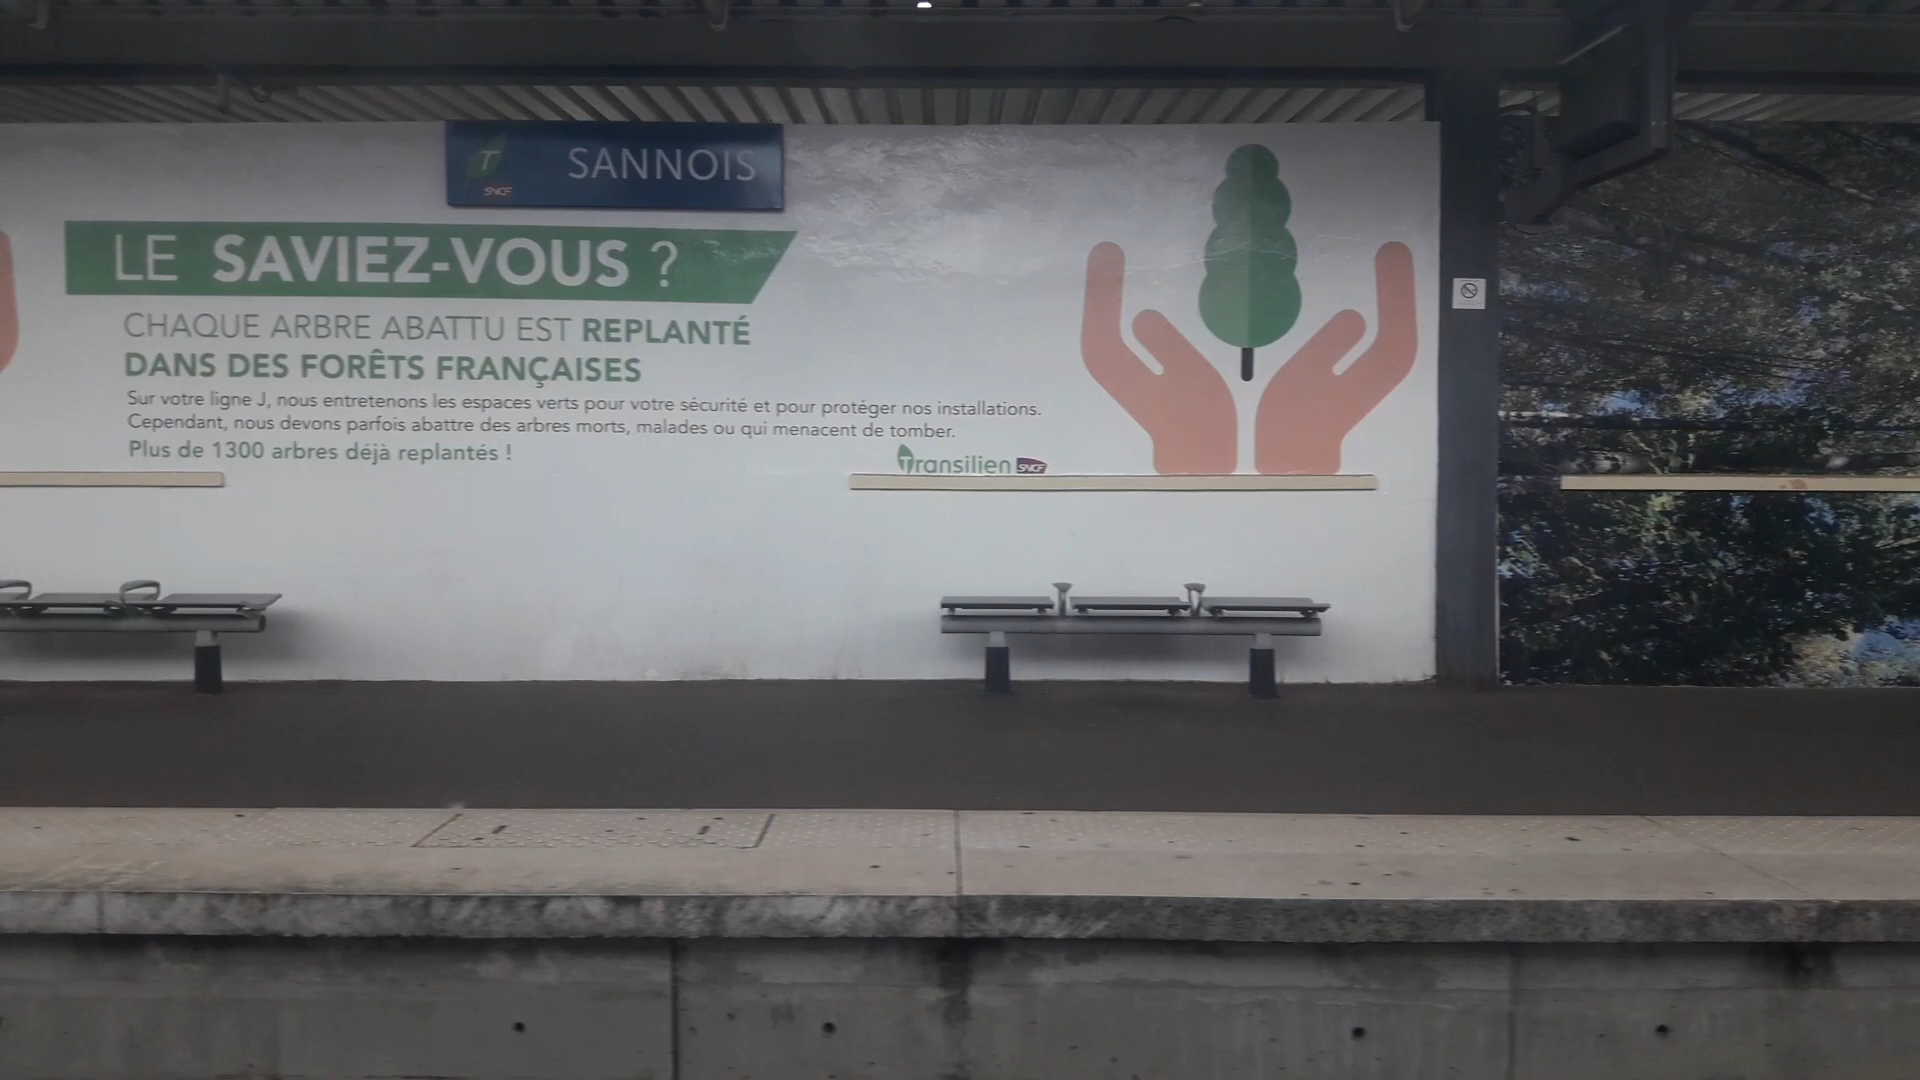 T
SNCF
SANNOIS
LE SAVIEZ-VOUS ?
CHAQUE ARBRE ABATTU EST REPLANTÉ
DANS DES FORÊTS FRANÇAISES
Sur votre ligne J, nous entretenons les espaces verts pour votre sécurité et pour protéger nos installations.
Cependant, nous devons parfois abattre des arbres morts, malades ou qui menacent de tomber.
Plus de 1300 arbres déjà replantés !
Transilien SNCF